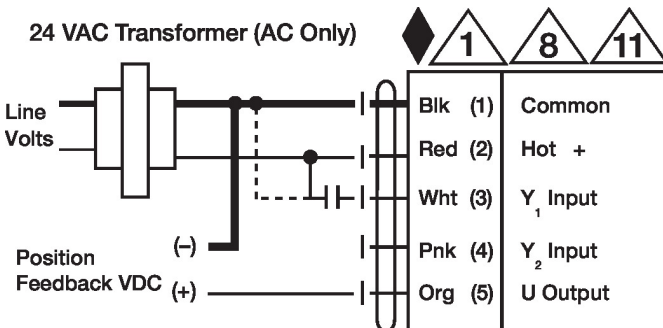 24 VAC Transformer (AC Only)
1 8 11
Line
Volts
Blk (1) Common
Red (2) Hot +
Wht (3) Y1 Input
Pnk (4) Y2 Input
Org (5) U Output
Position
Feedback VDC
(–)
(+)